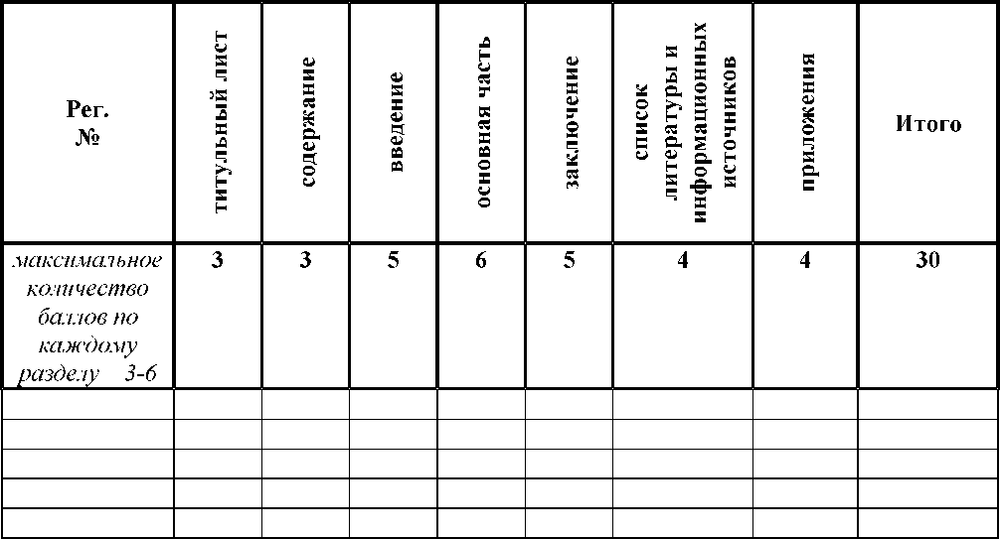 Рег.
№
титульный лист
содержание
введение
основная часть
заключение
список
литературы и
информационных
источников
приложения
Итого
максимальное
количество
баллов по
каждому
разделу 3-6
3
3
5
6
5
4
4
30